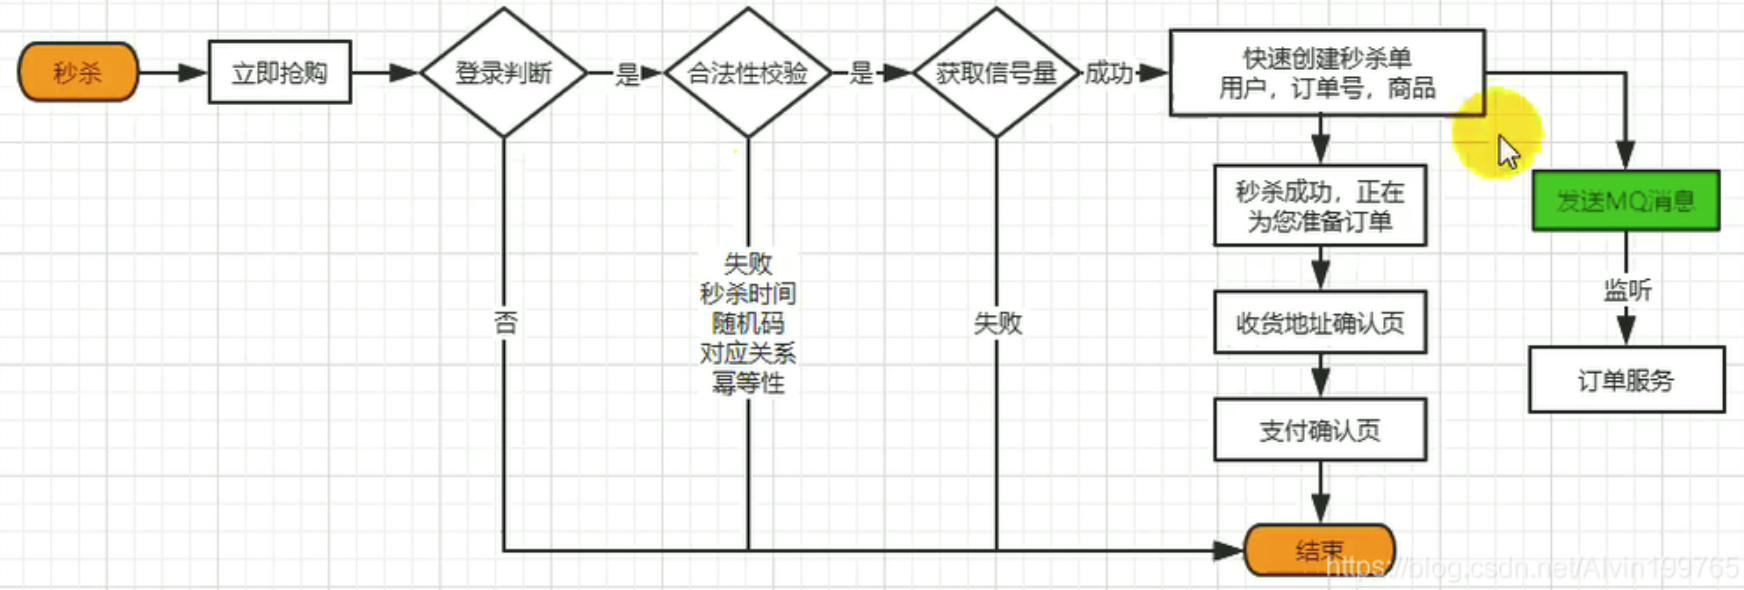 秒杀
立即抢购
登录判断
是
合法性校验
是
获取信号量
成功
快速创建秒杀单
用户，订单号，商品
秒杀成功，正在
为您准备订单
发送MQ消息
失败
秒杀时间
随机码
对应关系
幂等性
否
失败
监听
收货地址确认页
订单服务
支付确认页
结束
https://blog.csdn.net/Alvin199765